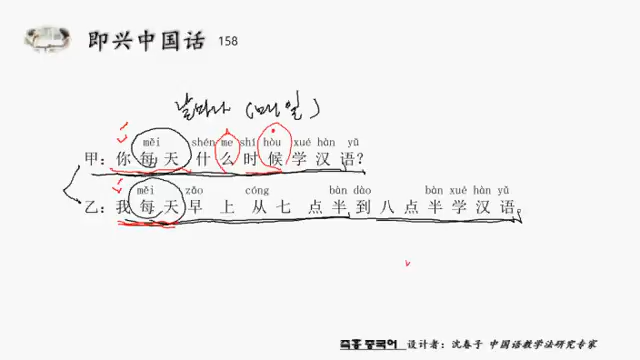 即兴中国话 158
날마다 (매일)
měi shén me shí hòu xué hàn yǔ
甲：你每天什么时候学汉语？
měi zǎo cóng bàn dào bàn xué hàn yǔ
乙：我每天早上从七点半到八点半学汉语。
즉흥 중국어 设计者：沈春子 中国语教学法研究专家